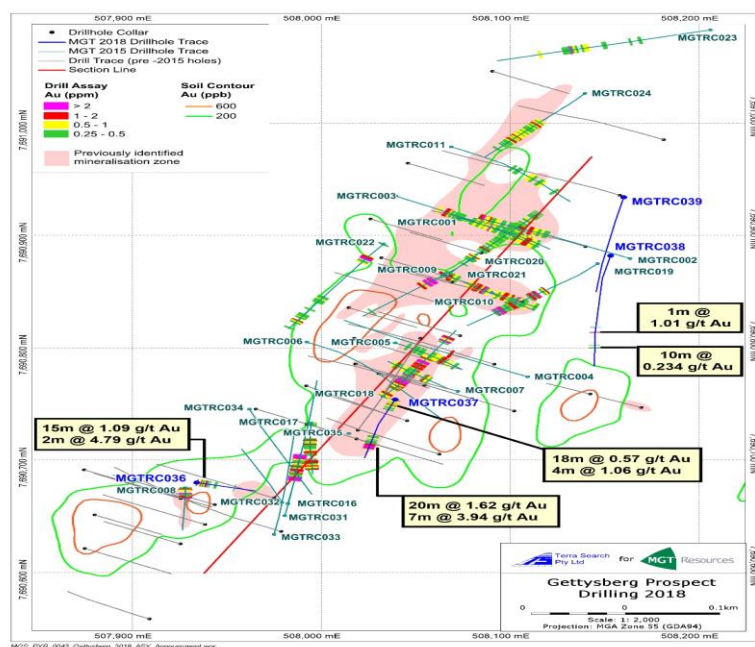 507,900 mE
508,000 mE
508,100 mE
508,200 mE
Drillhole Collar
MGT 2018 Drillhole Trace
MGT 2015 Drillhole Trace
Drill Trace (pre -2015 holes)
Section Line
Drill Assay
Au (ppm)
> 2
1 - 2
0.5 - 1
0.25 - 0.5
Soil Contour
Au (ppb)
600
200
Previously identified
mineralisation zone
MGTRC023
MGTRC024
7,691,000 mN
MGTRC011
MGTRC003
MGTRC039
MGTRC001
7,690,900 mN
MGTRC022
MGTRC038
MGTRC020
MGTRC002
MGTRC009
MGTRC021
MGTRC019
MGTRC010
1m @
1.01 g/t Au
MGTRC006
MGTRC005
7,690,800 mN
10m @
0.234 g/t Au
MGTRC004
MGTRC018
MGTRC007
MGTRC037
MGTRC034
MGTRC017
15m @ 1.09 g/t Au
2m @ 4.79 g/t Au
MGTRC035
18m @ 0.57 g/t Au
4m @ 1.06 g/t Au
7,690,700 mN
MGTRC036
MGTRC008
MGTRC032
MGTRC016
MGTRC031
MGTRC033
20m @ 1.62 g/t Au
7m @ 3.94 g/t Au
7,690,600 mN
Terra Search
Pty Ltd
for
MGT Resources
Gettysberg Prospect
Drilling 2018
0
0.1km
Scale: 1: 2,000
Projection: MGA Zone 55 (GDA94)
507,900 mE
508,000 mE
508,100 mE
508,200 mE